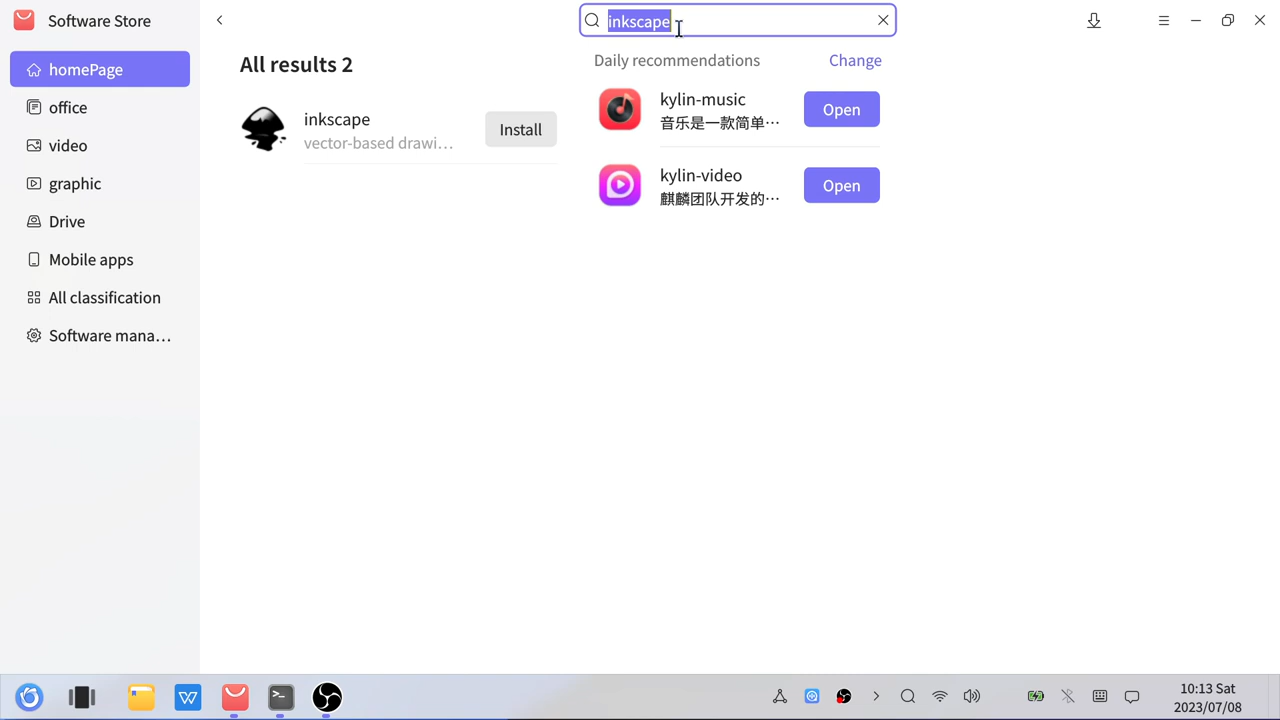 Software Store
inkscape
homePage
office
video
graphic
Drive
Mobile apps
All classification
Software mana…
All results 2
inkscape
vector-based drawi…
Install
Daily recommendations
Change
kylin-music
音乐是一款简单…
Open
kylin-video
麒麟团队开发的…
Open
10:13 Sat
2023/07/08